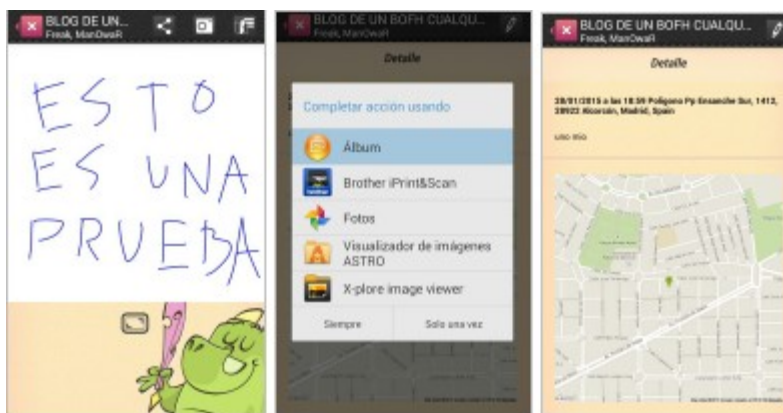 BLOG DE UN...
Freak, ManOwaR
ESTO
ES UNA
PRUEBA
BLOG DE UN BOFH CUALQU...
Freak, ManOwaR
Detalle
Completar acción usando
Álbum
Brother iPrint&Scan
Fotos
Visualizador de imágenes
ASTRO
X-plore image viewer
Siempre
Solo una vez
BLOG DE UN BOFH CUALQU...
Freak, ManOwaR
Detalle
28/01/2015 a las 18:59 Polígono Pp Ensanche Sur, 1412,
28922 Alcorcón, Madrid, Spain
uno mio